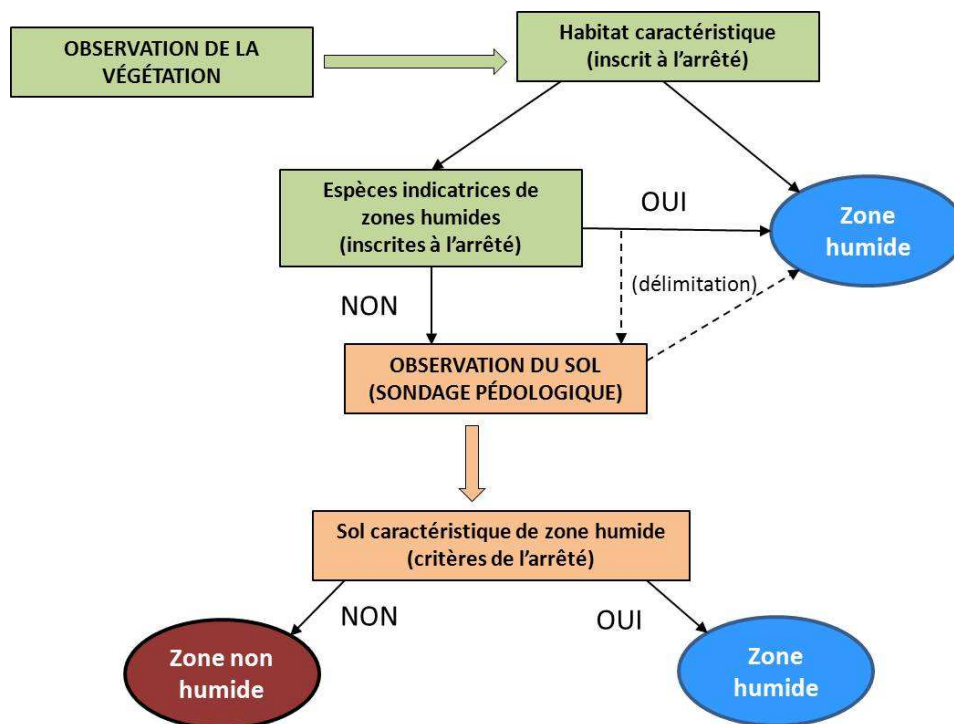 OBSERVATION DE LA
VÉGÉTATION
Habitat caractéristique
(inscrit à l'arrêté)
Espèces indicatrices de
zones humides
(inscrites à l'arrêté)
OUI
Zone
humide
(délimitation)
NON
OBSERVATION DU SOL
(SONDAGE PÉDOLOGIQUE)
Sol caractéristique de zone humide
(critères de l'arrêté)
NON
OUI
Zone non
humide
Zone
humide